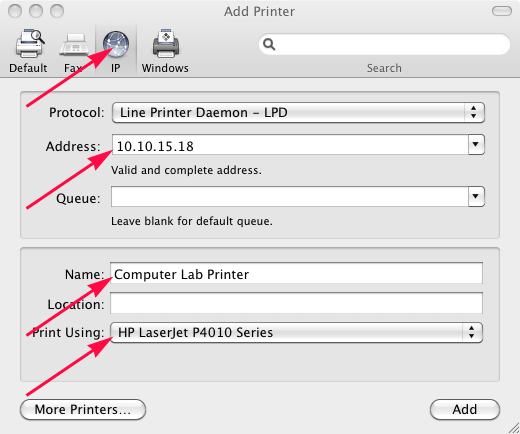 Add Printer
Default Fax IP Windows Search
Protocol: Line Printer Daemon – LPD
Address: 10.10.15.18
Valid and complete address.
Queue:
Leave blank for default queue.
Name: Computer Lab Printer
Location:
Print Using: HP LaserJet P4010 Series
More Printers... Add